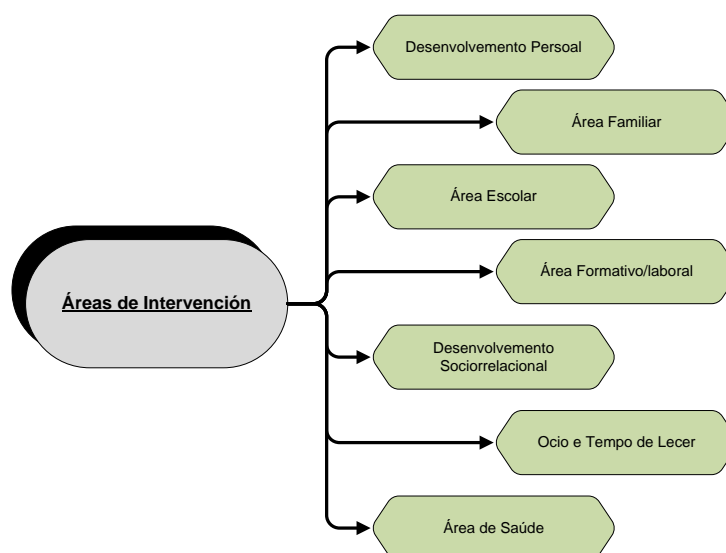 Desenvolvemento Persoal
Área Familiar
Área Escolar
Área Formativo/laboral
Áreas de Intervención
Desenvolvemento
Sociorrelacional
Ocio e Tempo de Lecer
Área de Saúde